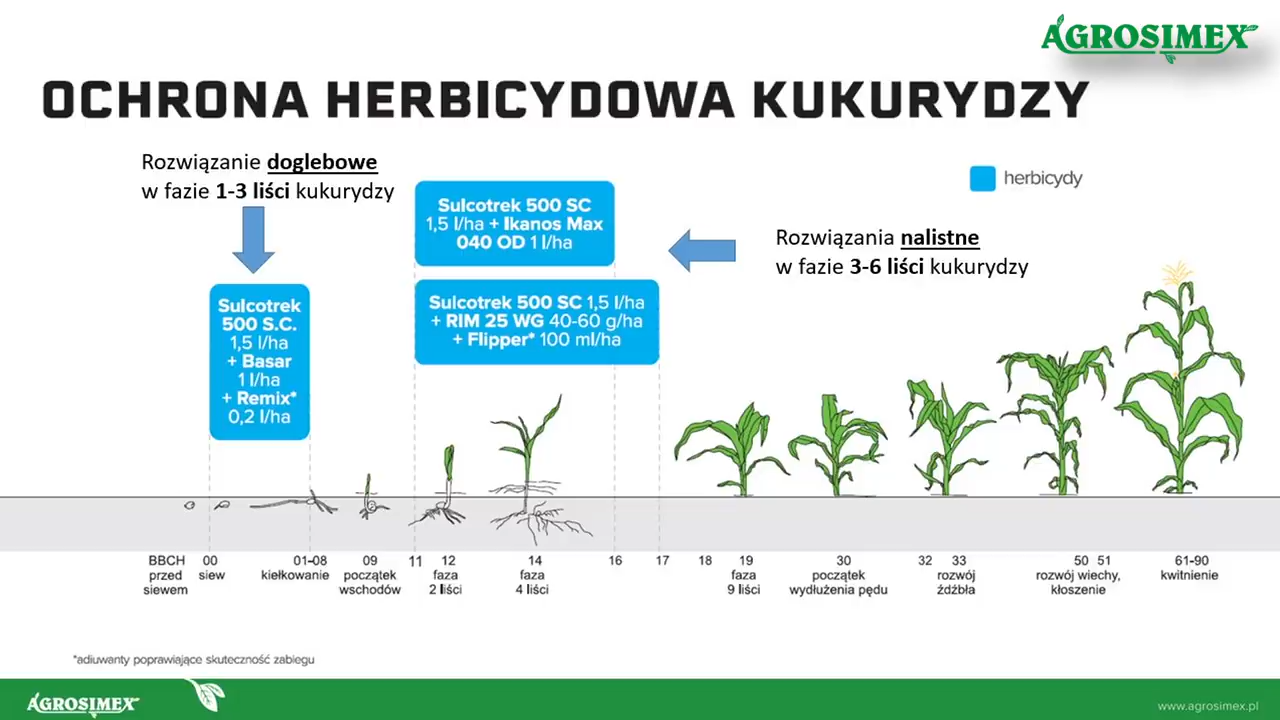 AGROSIMEX
OCHRONA HERBICYDOWA KUKURYDZY
Rozwiązanie doglebowe
w fazie 1-3 liści kukurydzy
herbicydy
Sulcotrek 500 SC
1,5 l/ha + Ikanos Max
040 OD 1 l/ha
Rozwiązania nalistne
w fazie 3-6 liści kukurydzy
Sulcotrek 500 SC 1,5 l/ha
+ RIM 25 WG 40-60 g/ha
+ Flipper* 100 ml/ha
Sulcotrek
500 S.C.
1,5 l/ha
+ Basar
1 l/ha
+ Remix*
0,2 l/ha
BBCH 00 01-08 09 11 12 14 16 17 18 19 30 32 33 50 51 61-90
przed siew kiełkowanie początek faza faza faza początek rozwój rozwój wiechy, kwitnienie
siewem wschodów 2 liści 4 liści 9 liści wydłużenia pędu źdźbła kłoszenie
*adiuwanty poprawiające skuteczność zabiegu
AGROSIMEX
www.agrosimex.pl